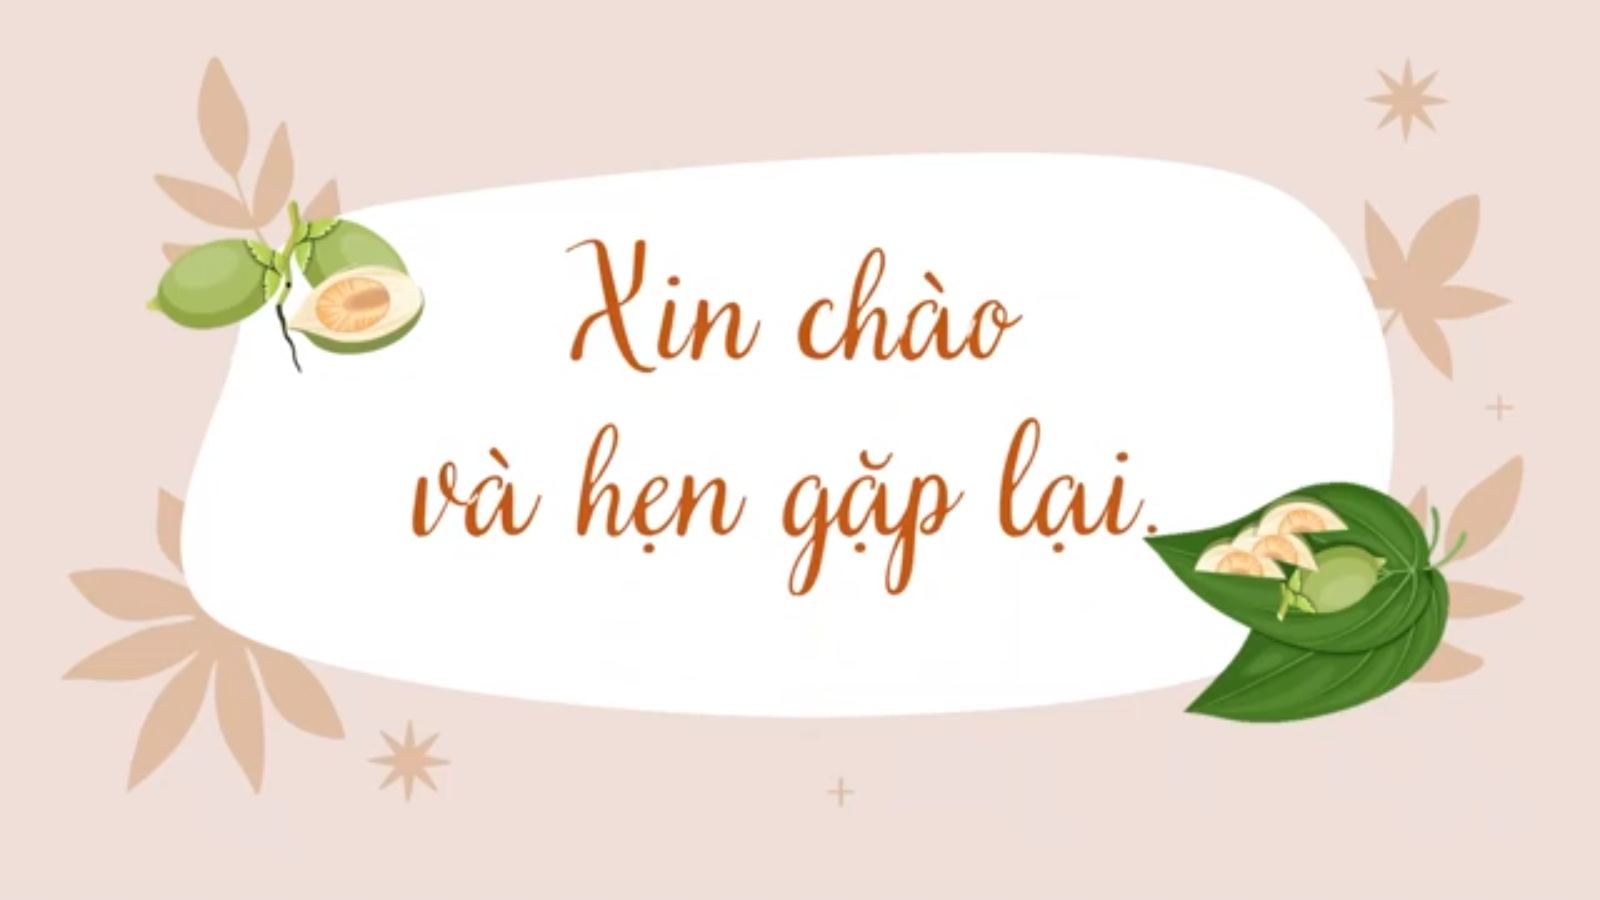 Xin chào
và hẹn gặp lại.